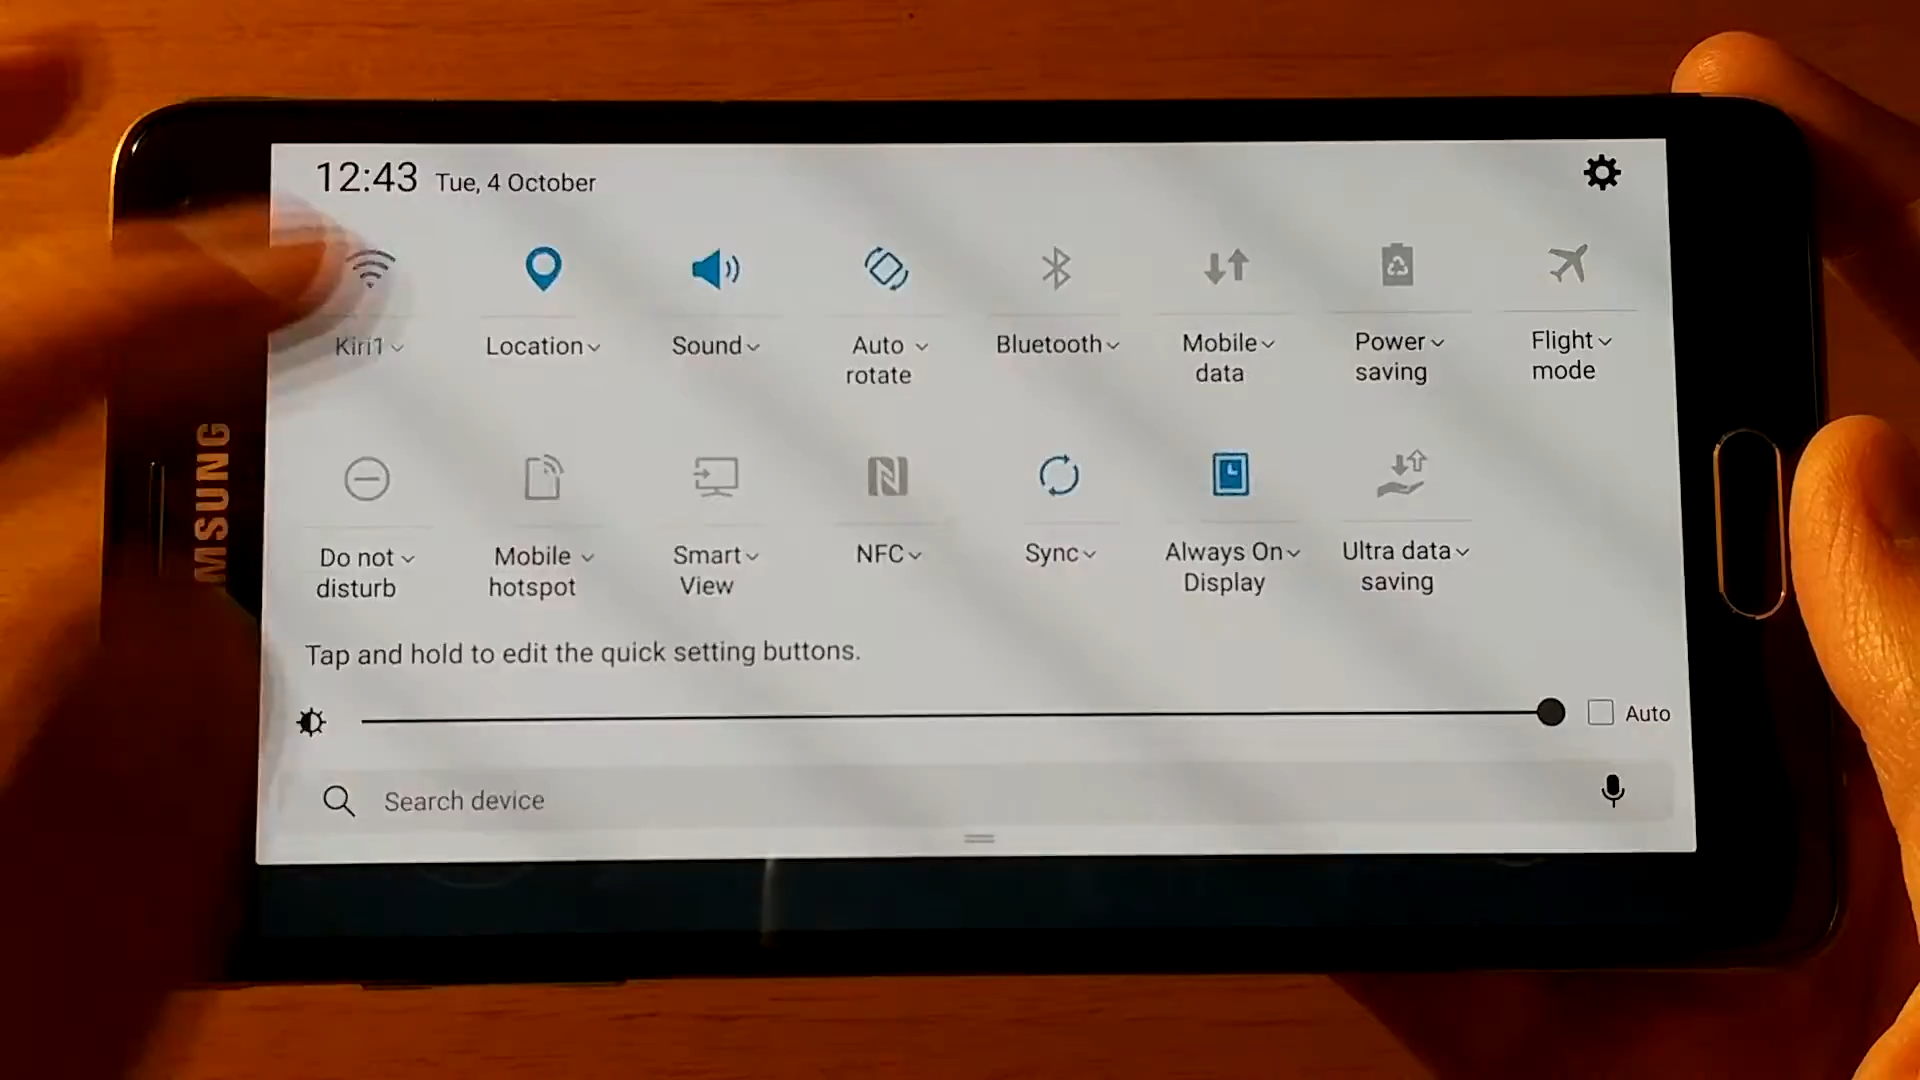 12:43 Tue, 4 October
Kiri1 Location Sound Auto rotate Bluetooth Mobile data Power saving Flight mode
Do not disturb Mobile hotspot Smart View NFC Sync Always On Display Ultra data saving
Tap and hold to edit the quick setting buttons.
Auto
Search device
MSUNG